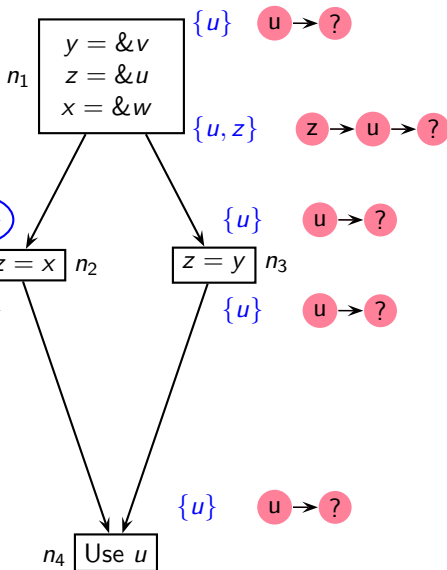 {u} u ?
y = &v
n1 z = &u
x = &w
{u, z} z u ?
{u} u ?
z = x n2 z = y n3
{u} u ?
{u} u ?
n4 Use u